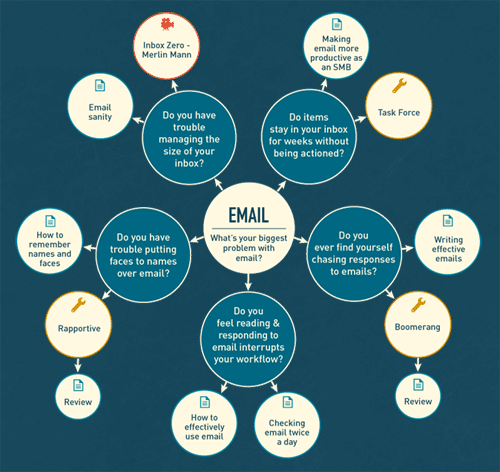 Inbox Zero -
Merlin Mann
Making
email more
productive as
an SMB
Email
sanity
Do you have
trouble
managing the
size of your
inbox?
Do items
stay in your inbox
for weeks without
being actioned?
Task Force
EMAIL
What's your biggest
problem with
email?
How to
remember
names and
faces
Do you have
trouble putting
faces to names
over email?
Do you
ever find yourself
chasing responses
to emails?
Writing
effective
emails
Rapportive
Boomerang
Do you
feel reading &
responding to
email interrupts
your workflow?
Review
Review
How to
effectively
use email
Checking
email twice
a day